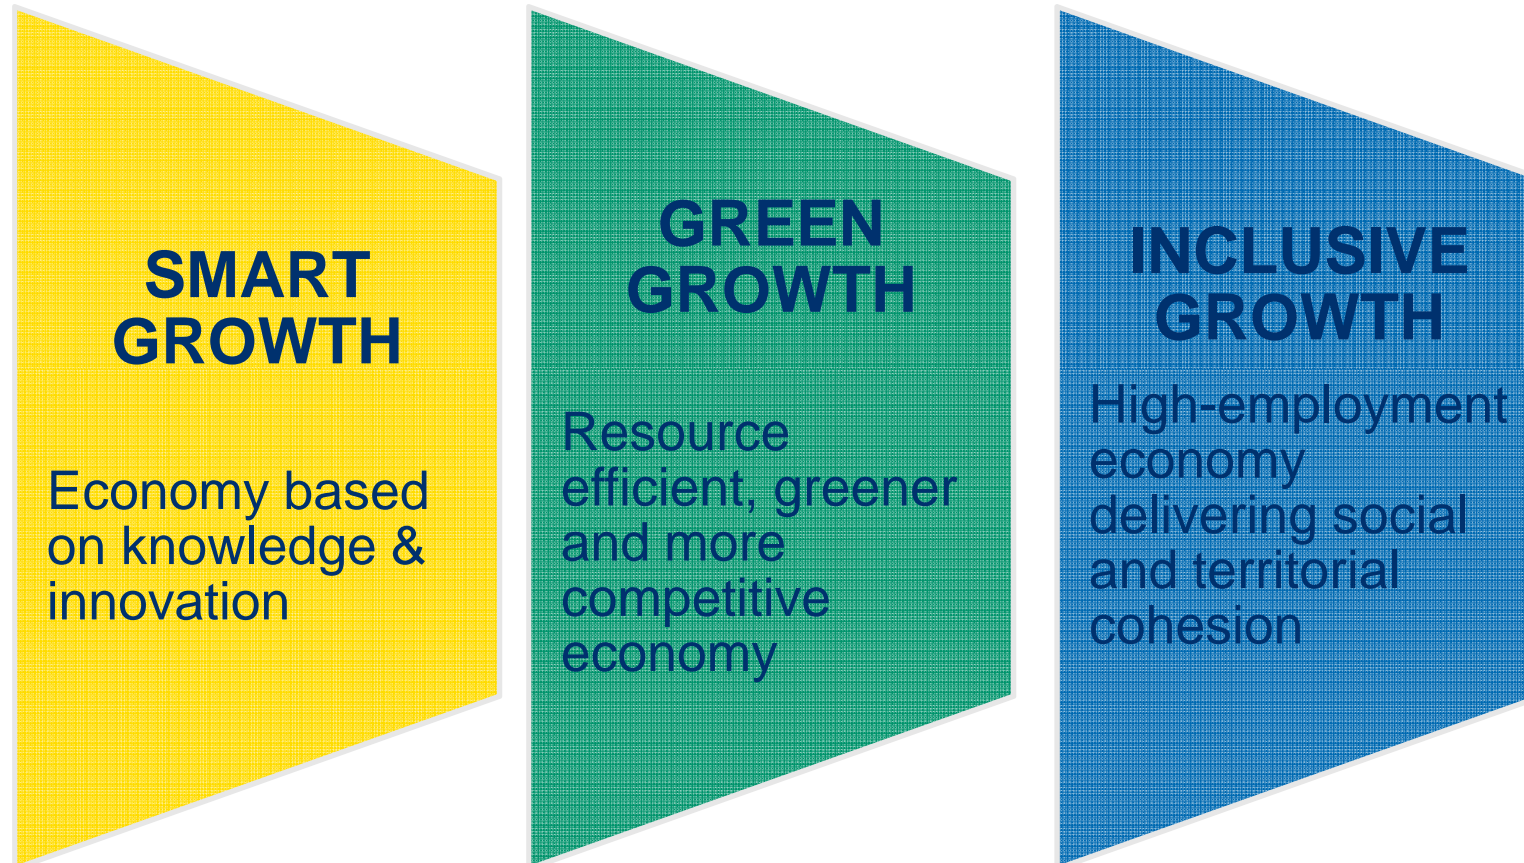 SMART
GROWTH
Economy based
on knowledge &
innovation
GREEN
GROWTH
Resource
efficient, greener
and more
competitive
economy
INCLUSIVE
GROWTH
High-employment
economy
delivering social
and territorial
cohesion